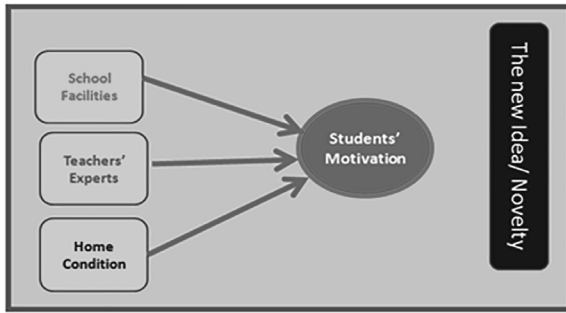 School
Facilities
Teachers'
Experts
Home
Condition
Students'
Motivation
The new Idea/ Novelty